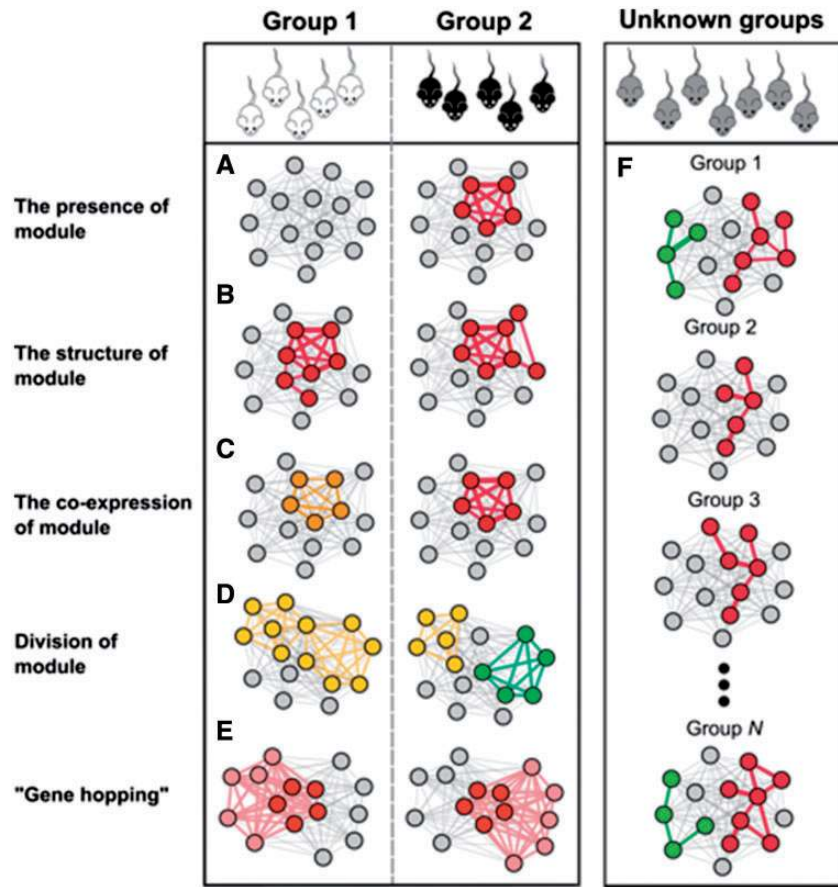 Group 1
Group 2
Unknown groups
A
The presence of
module
B
The structure of
module
C
The co-expression
of module
D
Division of
module
E
"Gene hopping"
F
Group 1
Group 2
Group 3
Group N